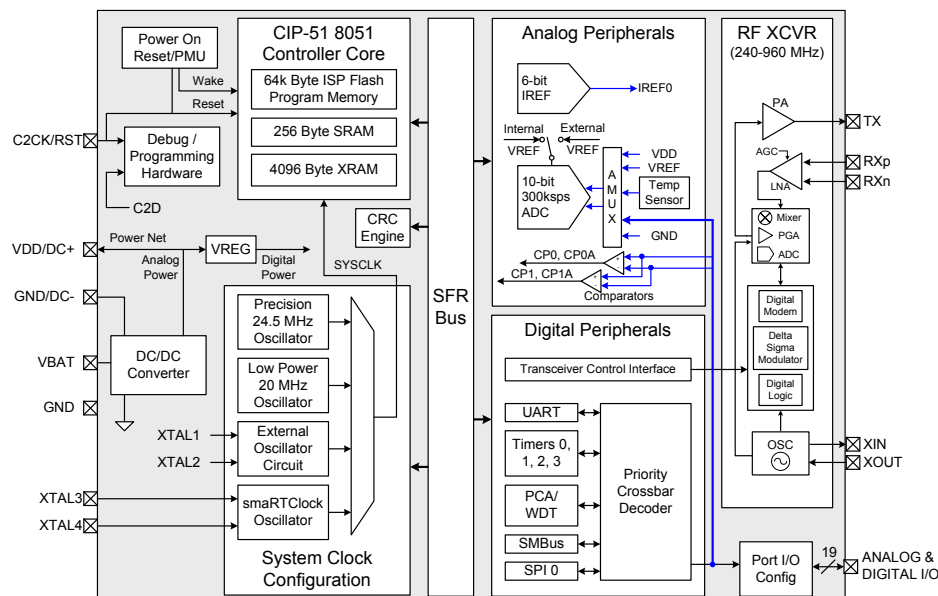 Power On
Reset/PMU
Wake
Reset
C2CK/RST
Debug /
Programming
Hardware
C2D
CIP-51 8051
Controller Core
64k Byte ISP Flash
Program Memory
256 Byte SRAM
4096 Byte XRAM
CRC
Engine
VDD/DC+
Power Net
Analog
Power
VREG
Digital
Power
SYSCLK
GND/DC-
VBAT
DC/DC
Converter
GND
XTAL1
XTAL2
XTAL3
XTAL4
Precision
24.5 MHz
Oscillator
Low Power
20 MHz
Oscillator
External
Oscillator
Circuit
smaRTClock
Oscillator
System Clock
Configuration
SFR
Bus
Analog Peripherals
6-bit
IREF
IREF0
Internal
VREF
External
VREF
10-bit
300ksps
ADC
A
M
U
X
VDD
VREF
Temp
Sensor
GND
CP0, CP0A
+
-
CP1, CP1A
+
-
Comparators
Digital Peripherals
Transceiver Control Interface
UART
Timers 0,
1, 2, 3
PCA/
WDT
SMBus
SPI 0
Priority
Crossbar
Decoder
RF XCVR
(240-960 MHz)
PA
TX
AGC
LNA
RXp
RXn
Mixer
PGA
ADC
Digital
Modem
Delta
Sigma
Modulator
Digital
Logic
OSC
XIN
XOUT
Port I/O
Config
19
ANALOG &
DIGITAL I/O